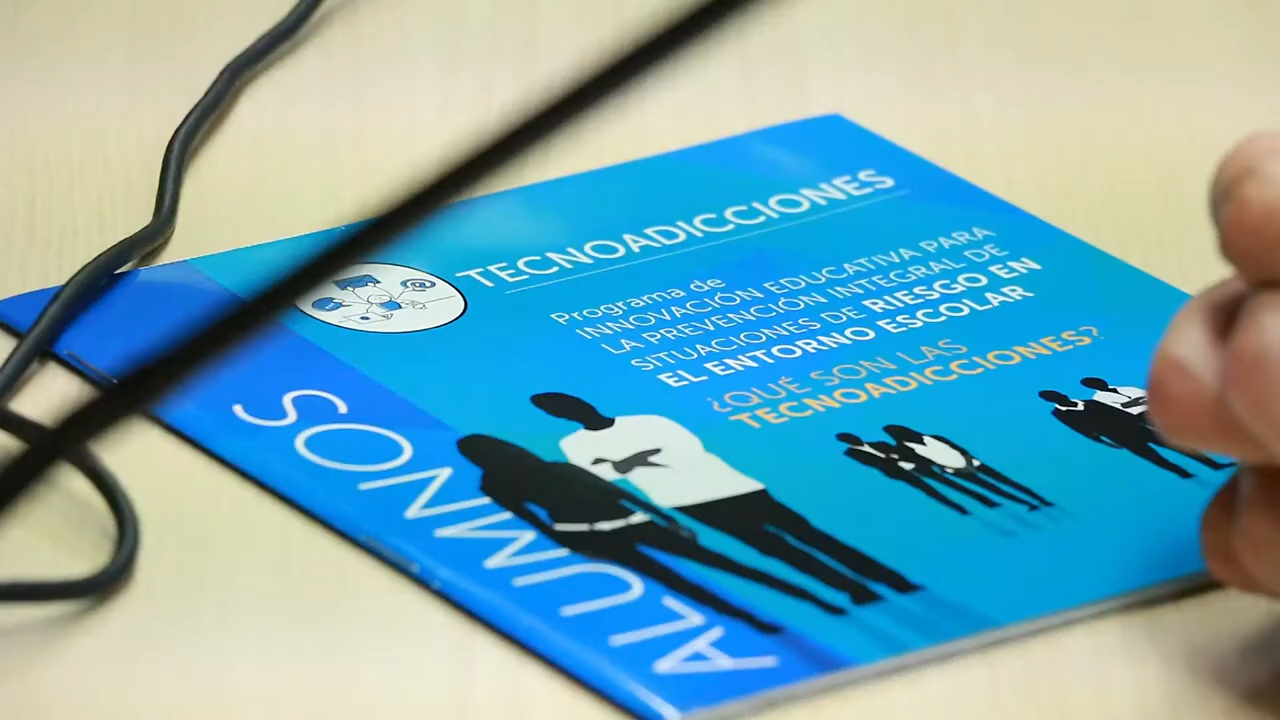 TECNOADICCIONES
Programa de
INNOVACIÓN EDUCATIVA PARA
LA PREVENCIÓN INTEGRAL DE
SITUACIONES DE RIESGO EN
EL ENTORNO ESCOLAR
¿QUÉ SON LAS
TECNOADICCIONES?
ALUMNOS